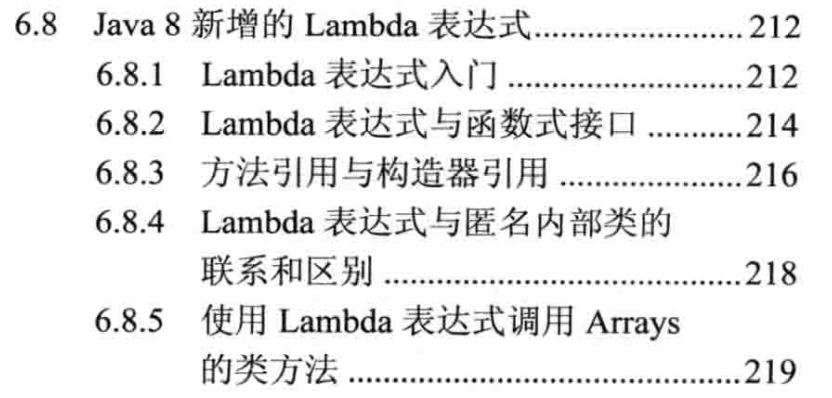 6.8 Java 8 新增的 Lambda 表达式......................212
6.8.1 Lambda 表达式入门.........................212
6.8.2 Lambda 表达式与函数式接口..........214
6.8.3 方法引用与构造器引用....................216
6.8.4 Lambda 表达式与匿名内部类的
联系和区别......................................218
6.8.5 使用 Lambda 表达式调用 Arrays
的类方法..........................................219